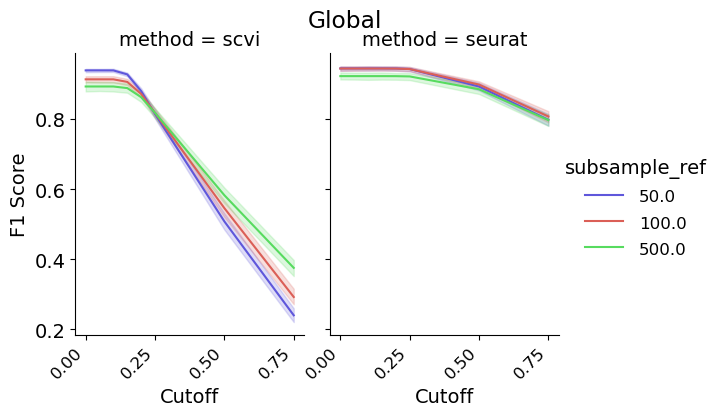 Global
method = scvi
method = seurat
F1 Score
0.8
0.6
0.4
0.2
0.00
0.25
0.50
0.75
Cutoff
0.00
0.25
0.50
0.75
Cutoff
subsample_ref
50.0
100.0
500.0